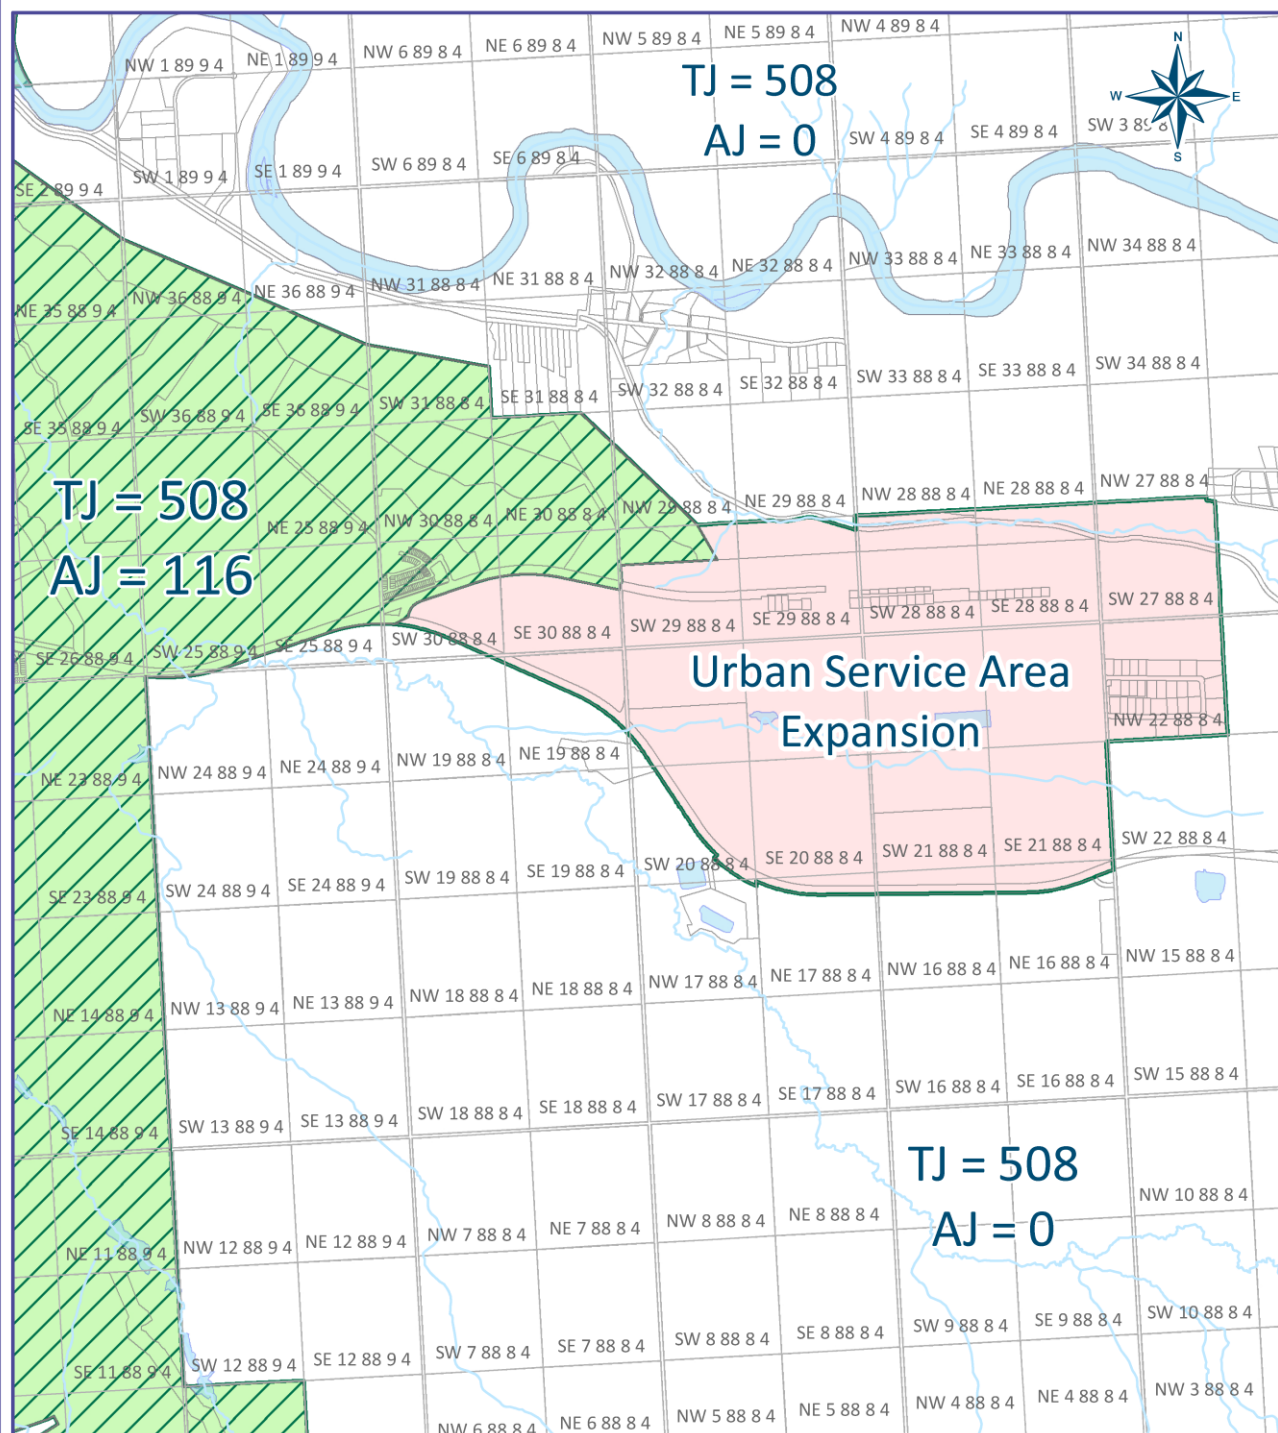 NW 1 89 9 4
NE 1 89 9 4
NW 6 89 8 4
NE 6 89 8 4
NW 5 89 8 4
NE 5 89 8 4
NW 4 89 8 4
N
W
E
S
TJ = 508
AJ = 0
SE 2 89 9 4
SW 1 89 9 4
SE 1 89 9 4
SW 6 89 8 4
SE 6 89 8 4
SW 4 89 8 4
SE 4 89 8 4
SW 3 89 8
NE 35 88 9 4
NW 36 88 9 4
NE 36 88 9 4
NW 31 88 8 4
NE 31 88 8 4
NW 32 88 8 4
NE 32 88 8 4
NW 33 88 8 4
NE 33 88 8 4
NW 34 88 8 4
SE 35 88 9 4
SW 36 88 9 4
SE 36 88 9 4
SW 31 88 8 4
SE 31 88 8 4
SW 32 88 8 4
SE 32 88 8 4
SW 33 88 8 4
SE 33 88 8 4
SW 34 88 8 4
TJ = 508
AJ = 116
NE 25 88 9 4
NW 30 88 8 4
NE 30 88 8 4
NW 29 88 8 4
NE 29 88 8 4
NW 28 88 8 4
NE 28 88 8 4
NW 27 88 8 4
SE 26 88 9 4
SW 25 88 9 4
SE 25 88 9 4
SW 30 88 8 4
SE 30 88 8 4
SW 29 88 8 4
SE 29 88 8 4
SW 28 88 8 4
SE 28 88 8 4
SW 27 88 8 4
Urban Service Area
Expansion
NE 23 88 9 4
NW 24 88 9 4
NE 24 88 9 4
NW 19 88 8 4
NE 19 88 8 4
NW 22 88 8 4
SE 23 88 9 4
SW 24 88 9 4
SE 24 88 9 4
SW 19 88 8 4
SE 19 88 8 4
SW 20 88 8 4
SE 20 88 8 4
SW 21 88 8 4
SE 21 88 8 4
SW 22 88 8 4
NE 14 88 9 4
NW 13 88 9 4
NE 13 88 9 4
NW 18 88 8 4
NE 18 88 8 4
NW 17 88 8 4
NE 17 88 8 4
NW 16 88 8 4
NE 16 88 8 4
NW 15 88 8 4
SE 14 88 9 4
SW 13 88 9 4
SE 13 88 9 4
SW 18 88 8 4
SE 18 88 8 4
SW 17 88 8 4
SE 17 88 8 4
SW 16 88 8 4
SE 16 88 8 4
SW 15 88 8 4
TJ = 508
AJ = 0
NE 11 88 9 4
NW 12 88 9 4
NE 12 88 9 4
NW 7 88 8 4
NE 7 88 8 4
NW 8 88 8 4
NE 8 88 8 4
NW 10 88 8 4
SE 11 88 9 4
SW 12 88 9 4
SE 12 88 9 4
SW 7 88 8 4
SE 7 88 8 4
SW 8 88 8 4
SE 8 88 8 4
SW 9 88 8 4
SE 9 88 8 4
SW 10 88 8 4
NW 6 88 8 4
NE 6 88 8 4
NW 5 88 8 4
NE 5 88 8 4
NW 4 88 8 4
NE 4 88 8 4
NW 3 88 8 4